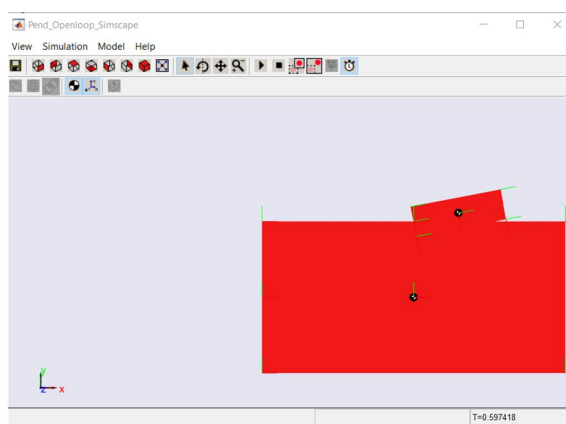 Pend_Openloop_Simscape
View Simulation Model Help
y
z x
T=0.597418